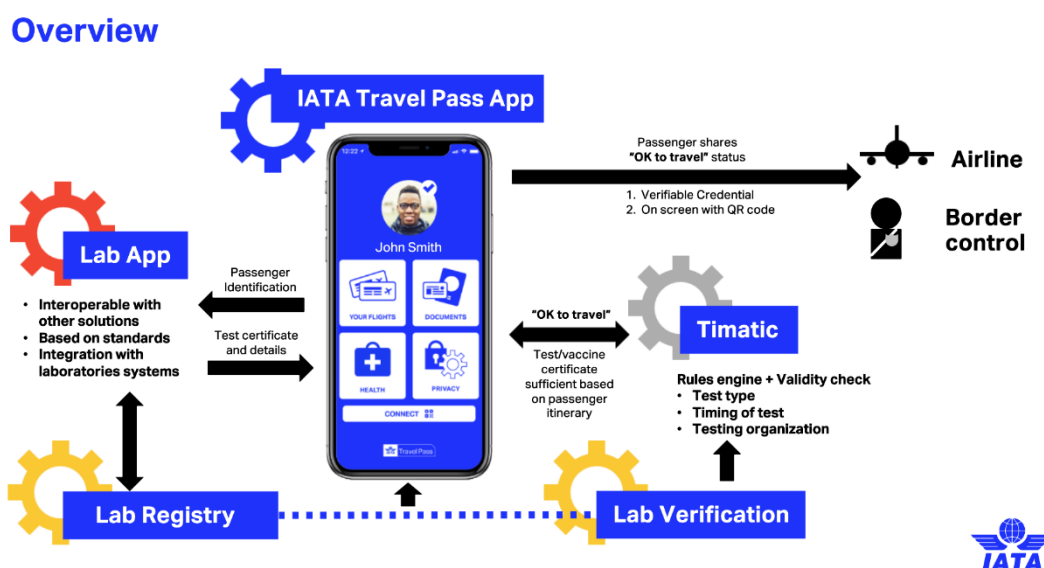 Overview
IATA Travel Pass App
12:22
John Smith
YOUR FLIGHTS
DOCUMENTS
HEALTH
PRIVACY
CONNECT
Travel Pass
Passenger shares
“OK to travel” status
1. Verifiable Credential
2. On screen with QR code
Airline
Border
control
Lab App
• Interoperable with
other solutions
• Based on standards
• Integration with
laboratories systems
Passenger
Identification
Test certificate
and details
“OK to travel”
Test/vaccine
certificate
sufficient based
on passenger
itinerary
Timatic
Rules engine + Validity check
• Test type
• Timing of test
• Testing organization
Lab Registry
Lab Verification
IATA